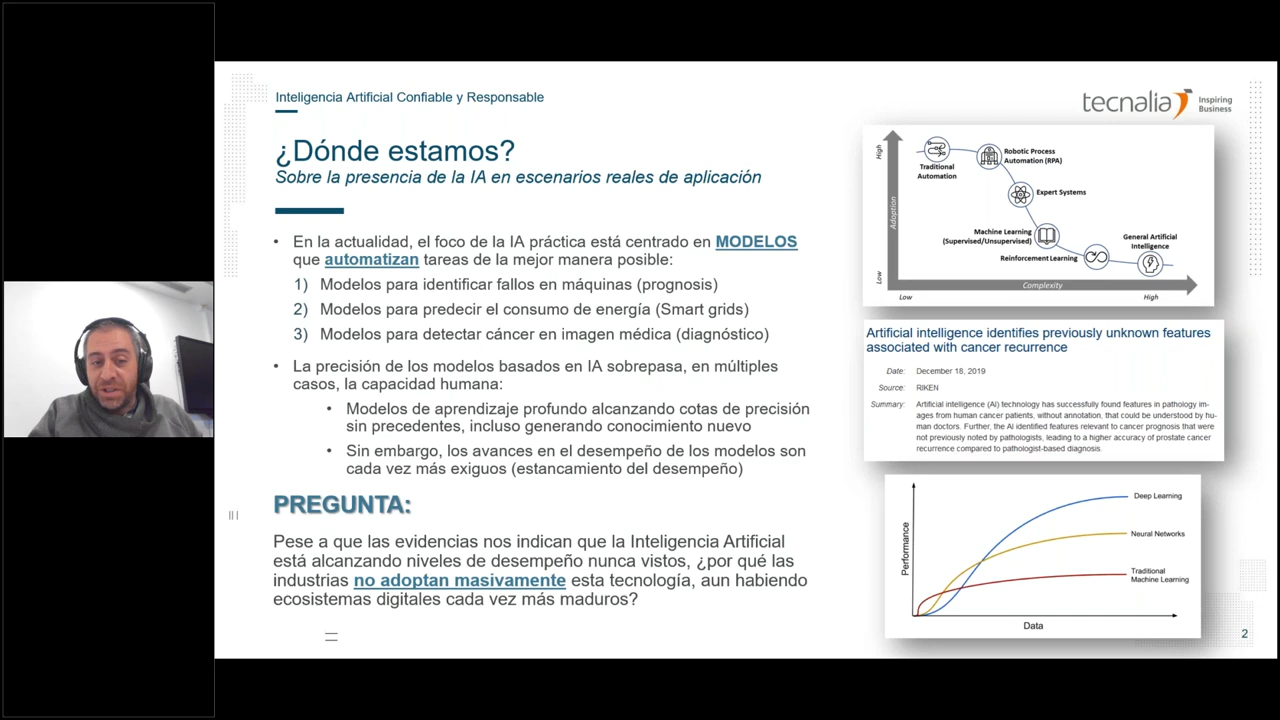 Inteligencia Artificial Confiable y Responsable
tecnalia Inspiring
Business
¿Dónde estamos?
Sobre la presencia de la IA en escenarios reales de aplicación
• En la actualidad, el foco de la IA práctica está centrado en MODELOS
que automatizan tareas de la mejor manera posible:
1) Modelos para identificar fallos en máquinas (prognosis)
2) Modelos para predecir el consumo de energía (Smart grids)
3) Modelos para detectar cáncer en imagen médica (diagnóstico)
• La precisión de los modelos basados en IA sobrepasa, en múltiples
casos, la capacidad humana:
• Modelos de aprendizaje profundo alcanzando cotas de precisión
sin precedentes, incluso generando conocimiento nuevo
• Sin embargo, los avances en el desempeño de los modelos son
cada vez más exiguos (estancamiento del desempeño)
PREGUNTA:
Pese a que las evidencias nos indican que la Inteligencia Artificial
está alcanzando niveles de desempeño nunca vistos, ¿por qué las
industrias no adoptan masivamente esta tecnología, aun habiendo
ecosistemas digitales cada vez más maduros?
High
Adoption
Low
Traditional
Automation
Robotic Process
Automation (RPA)
Expert Systems
Machine Learning
(Supervised/Unsupervised)
Reinforcement Learning
General Artificial
Intelligence
Complexity
Low
High
Artificial intelligence identifies previously unknown features
associated with cancer recurrence
Date: December 18, 2019
Source: RIKEN
Summary: Artificial intelligence (AI) technology has successfully found features in pathology im-
ages from human cancer patients, without annotation, that could be understood by hu-
man doctors. Further, the AI identified features relevant to cancer prognosis that were
not previously noted by pathologists, leading to a higher accuracy of prostate cancer
recurrence compared to pathologist-based diagnosis.
Performance
Deep Learning
Neural Networks
Traditional
Machine Learning
Data
2